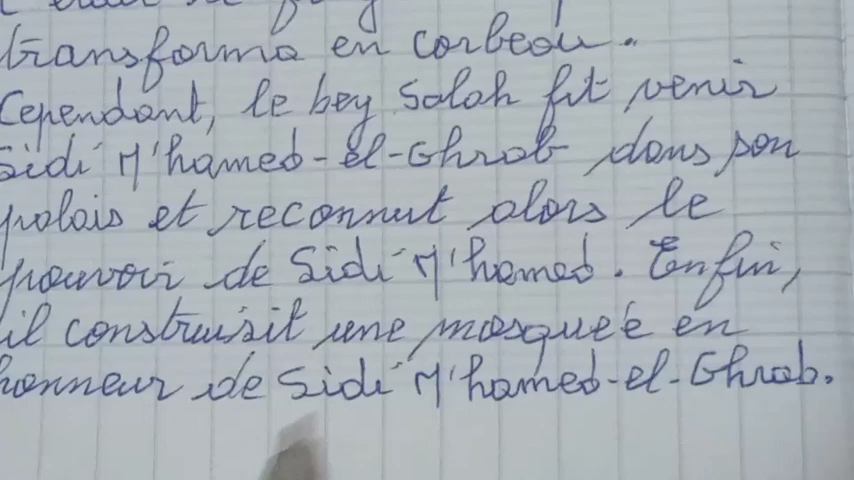 transforma en corbeau.
Cependant, le bey Salah fit venir
Sidi M'hamed-el-Ghrab dans son
palais et reconnut alors le
pouvoir de Sidi M'hamed. Enfin,
il construisit une mosqueé en
honneur de Sidi M'hamed-el-Ghrab.